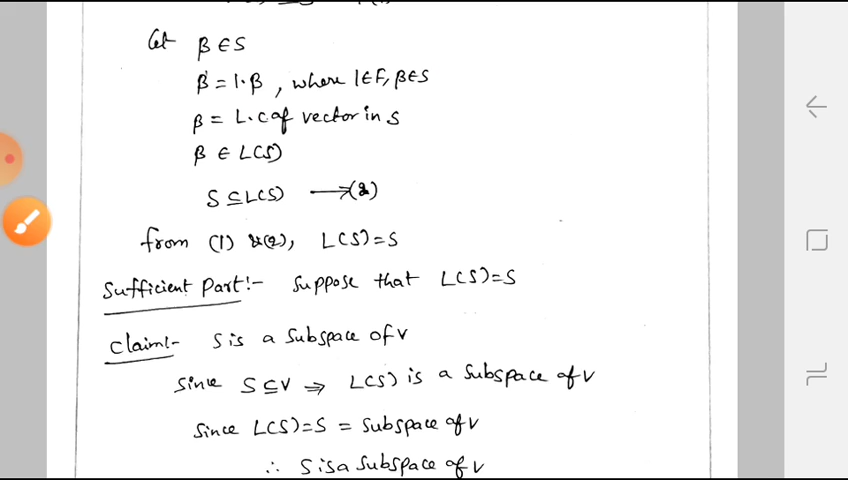 Let β ∈ S
β = 1·β , where 1∈F, β∈S
β = L.C of vector in S
β ∈ L(S)
S ⊆ L(S) ⟶(2)
from (1) &(2), L(S)=S
Sufficient Part:- Suppose that L(S)=S
Claim:- S is a Subspace of V
Since S⊆V ⇒ L(S) is a Subspace of V
Since L(S)=S = Subspace of V
∴ S is a Subspace of V